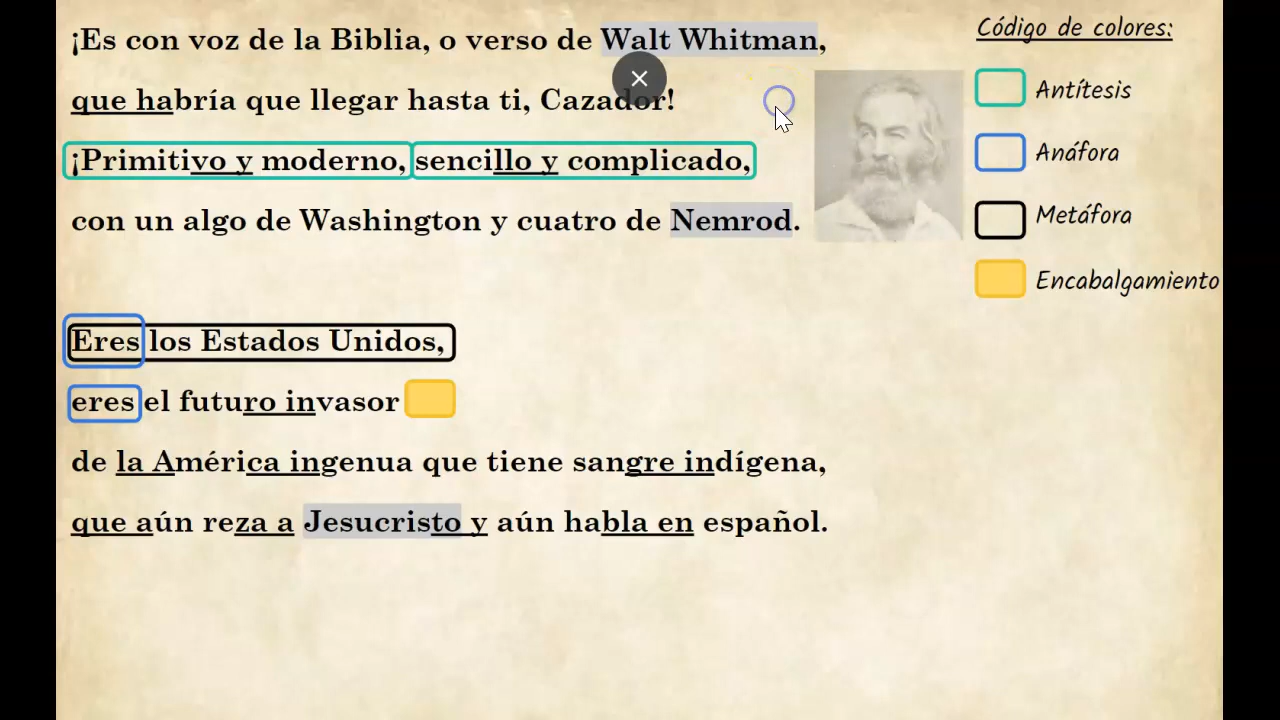 ¡Es con voz de la Biblia, o verso de Walt Whitman,
que habría que llegar hasta ti, Cazador!
¡Primitivo y moderno, sencillo y complicado,
con un algo de Washington y cuatro de Nemrod.
Eres los Estados Unidos,
eres el futuro invasor
de la América ingenua que tiene sangre indígena,
que aún reza a Jesucristo y aún habla en español.
Código de colores:
Antítesis
Anáfora
Metáfora
Encabalgamiento